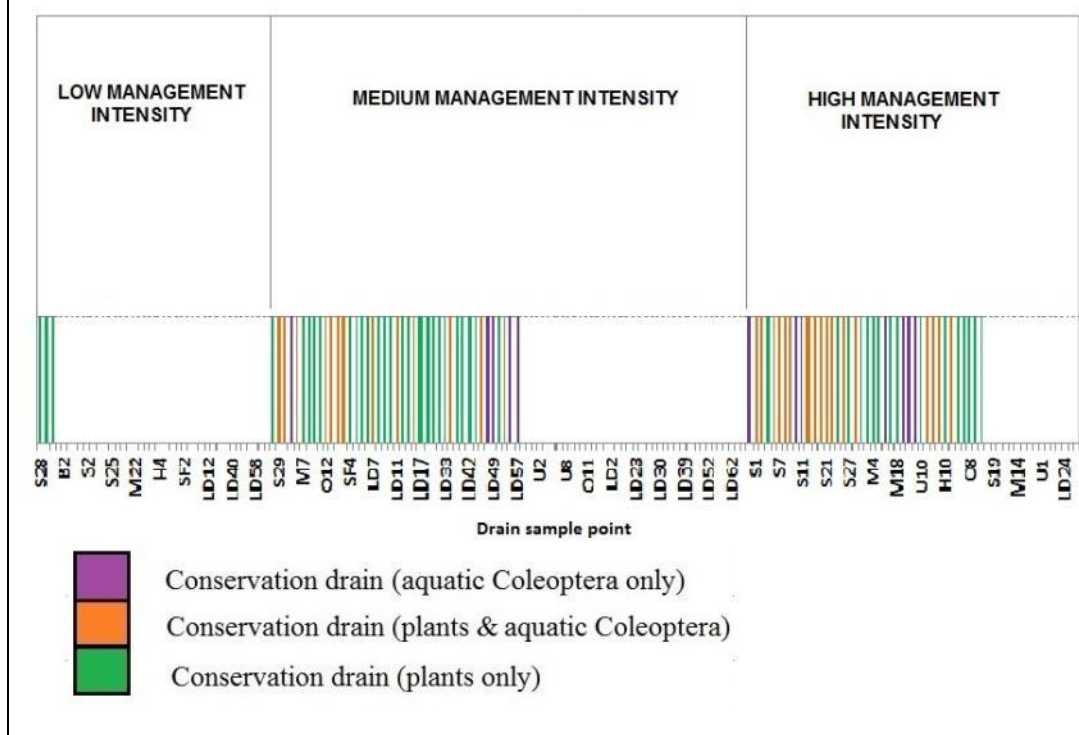 LOW MANAGEMENT
INTENSITY
MEDIUM MANAGEMENT INTENSITY
HIGH MANAGEMENT
INTENSITY
S28
B2
S2
S25
M22
H4
SF2
LD12
LD40
LD58
S29
M7
O12
SF4
LD7
LD11
LD17
LD33
LD42
LD49
LD57
U2
U8
O11
LD2
LD23
LD30
LD39
LD52
LD62
S1
S7
S11
S21
S27
M4
M18
U10
H10
O8
S19
M14
U1
LD24
Drain sample point
Conservation drain (aquatic Coleoptera only)
Conservation drain (plants & aquatic Coleoptera)
Conservation drain (plants only)